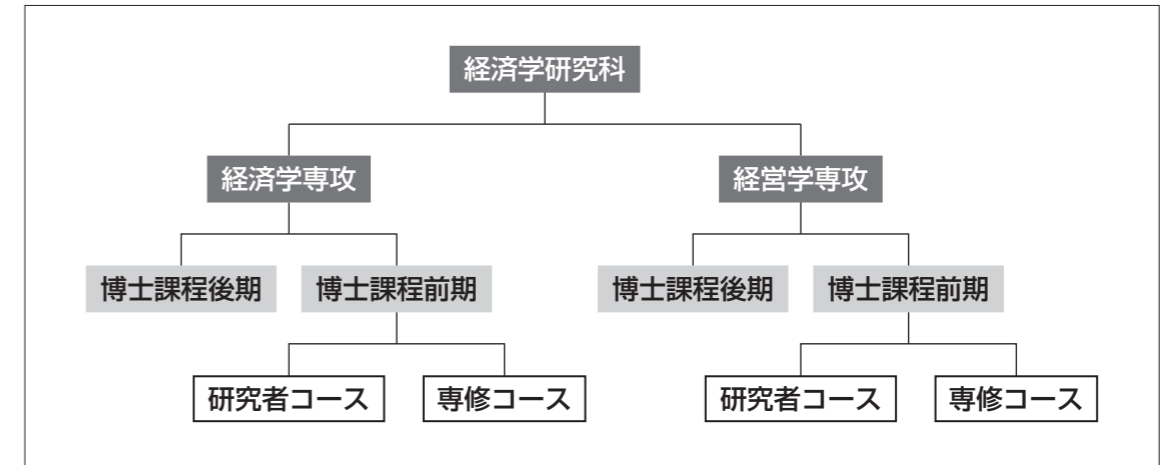 経済学研究科
経済学専攻
経営学専攻
博士課程後期
博士課程前期
博士課程後期
博士課程前期
研究者コース
専修コース
研究者コース
専修コース